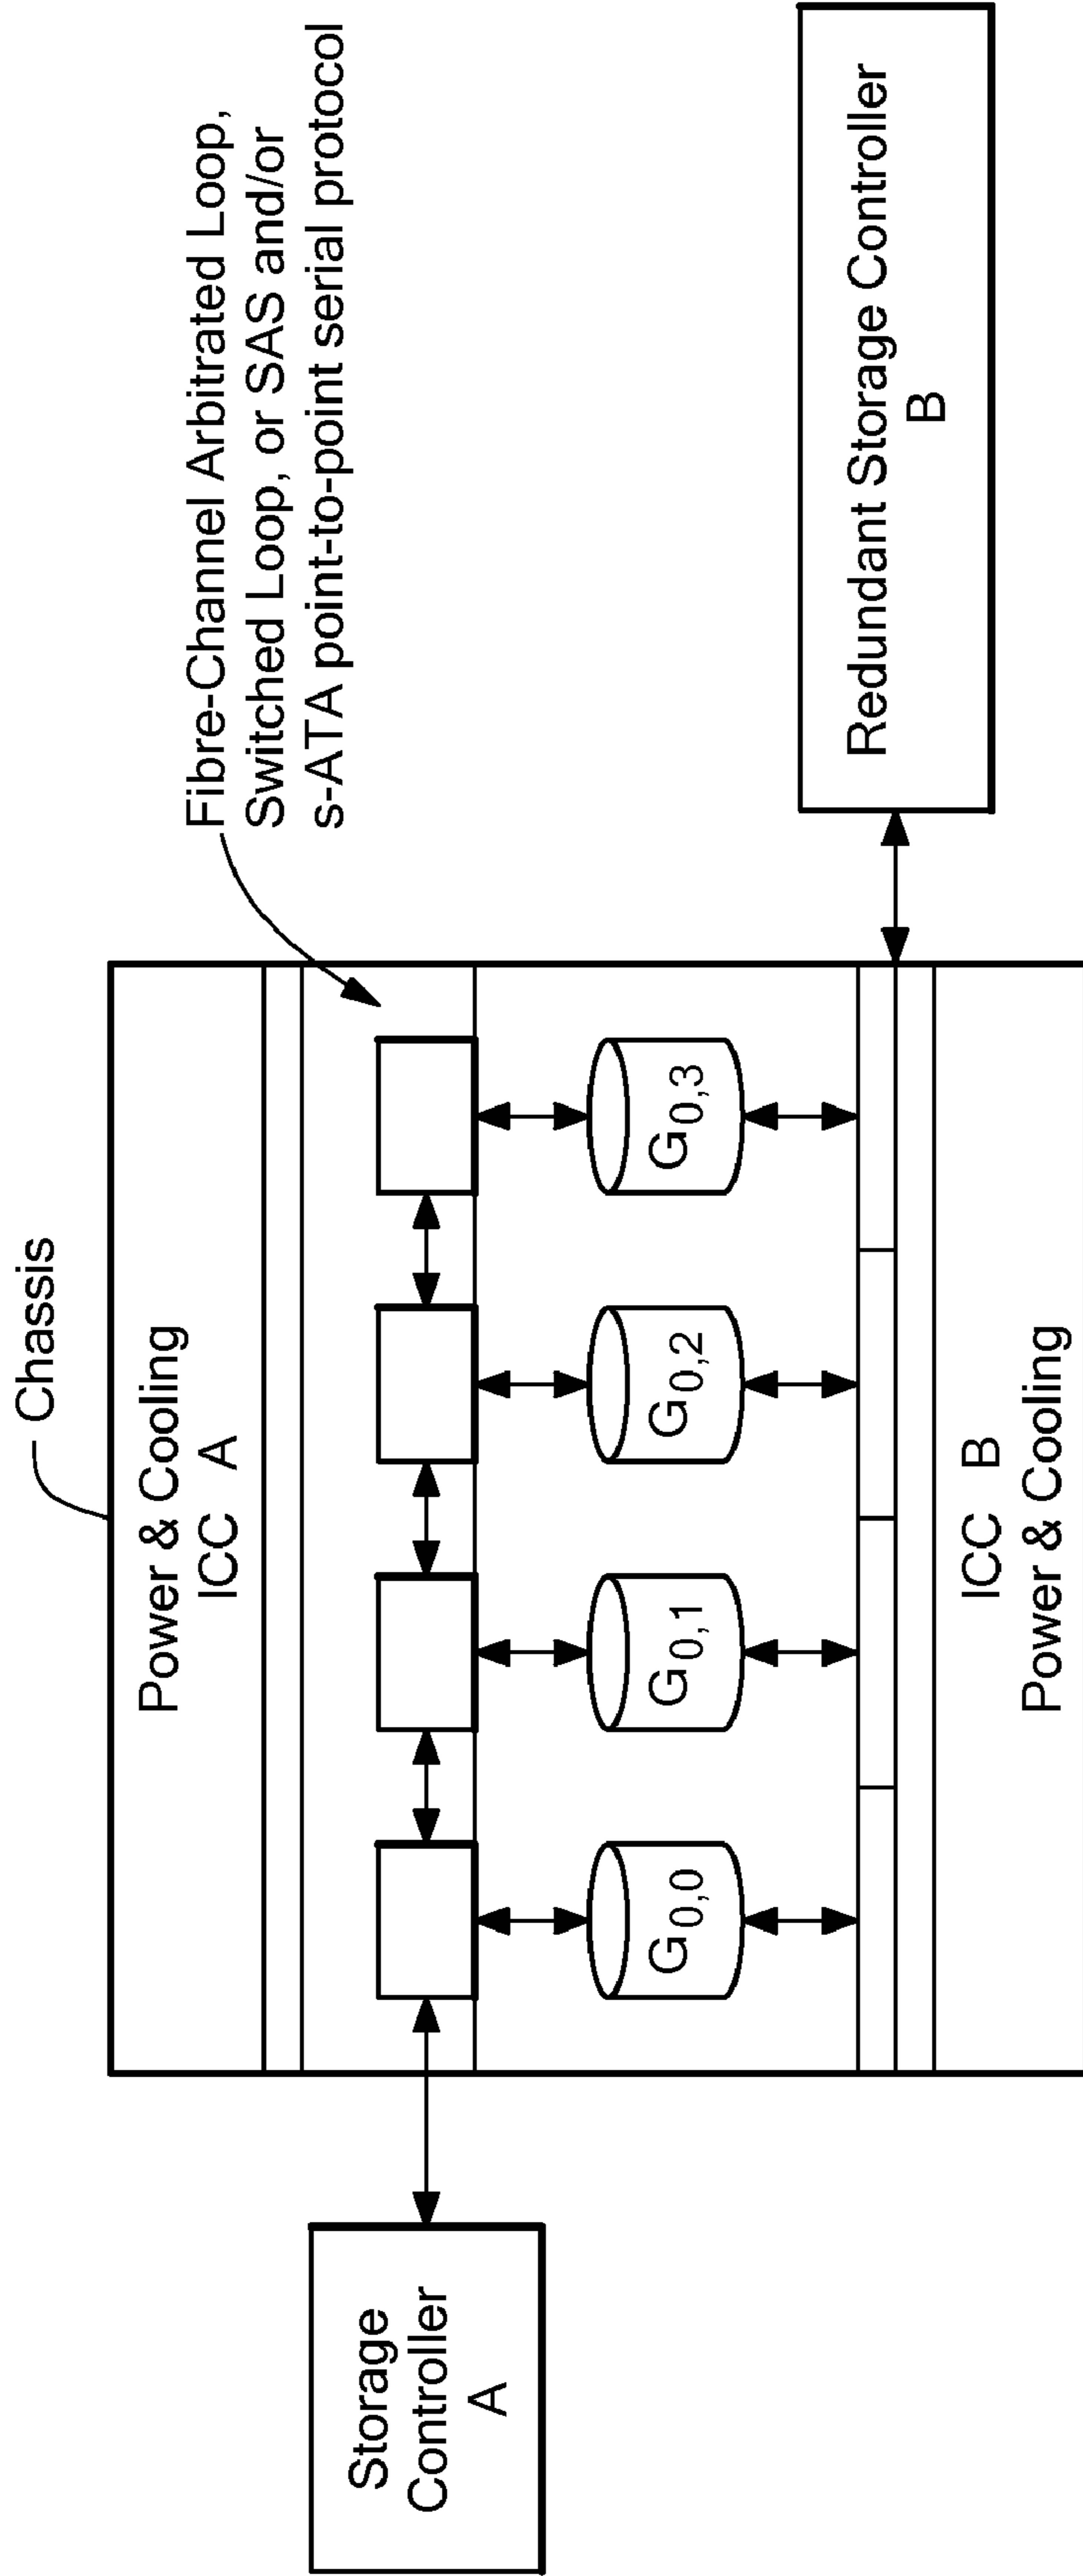 Chassis
Power & Cooling
ICC A
Fibre-Channel Arbitrated Loop,
Switched Loop, or SAS and/or
s-ATA point-to-point serial protocol
Storage
Controller
A
G0,0
G0,1
G0,2
G0,3
Redundant Storage Controller
B
ICC B
Power & Cooling